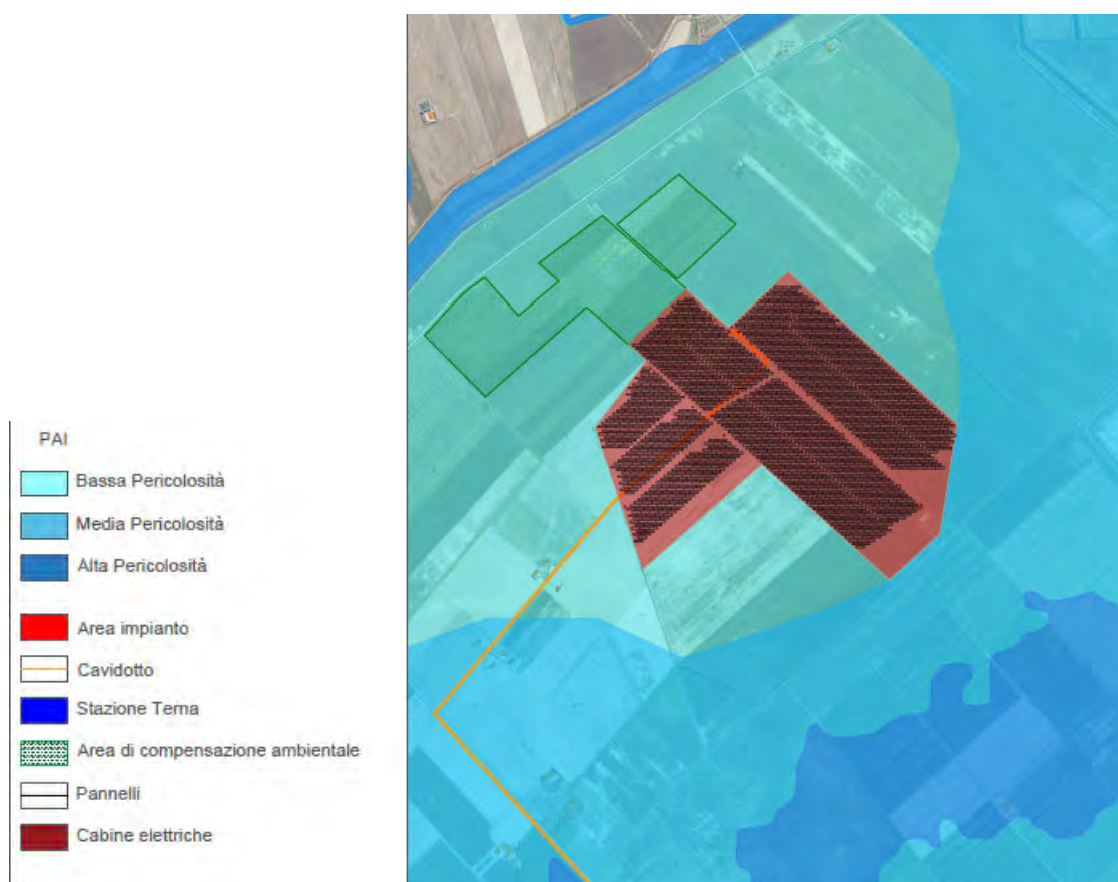 PAI
Bassa Pericolosità
Media Pericolosità
Alta Pericolosità
Area impianto
Cavidotto
Stazione Terna
Area di compensazione ambientale
Pannelli
Cabine elettriche